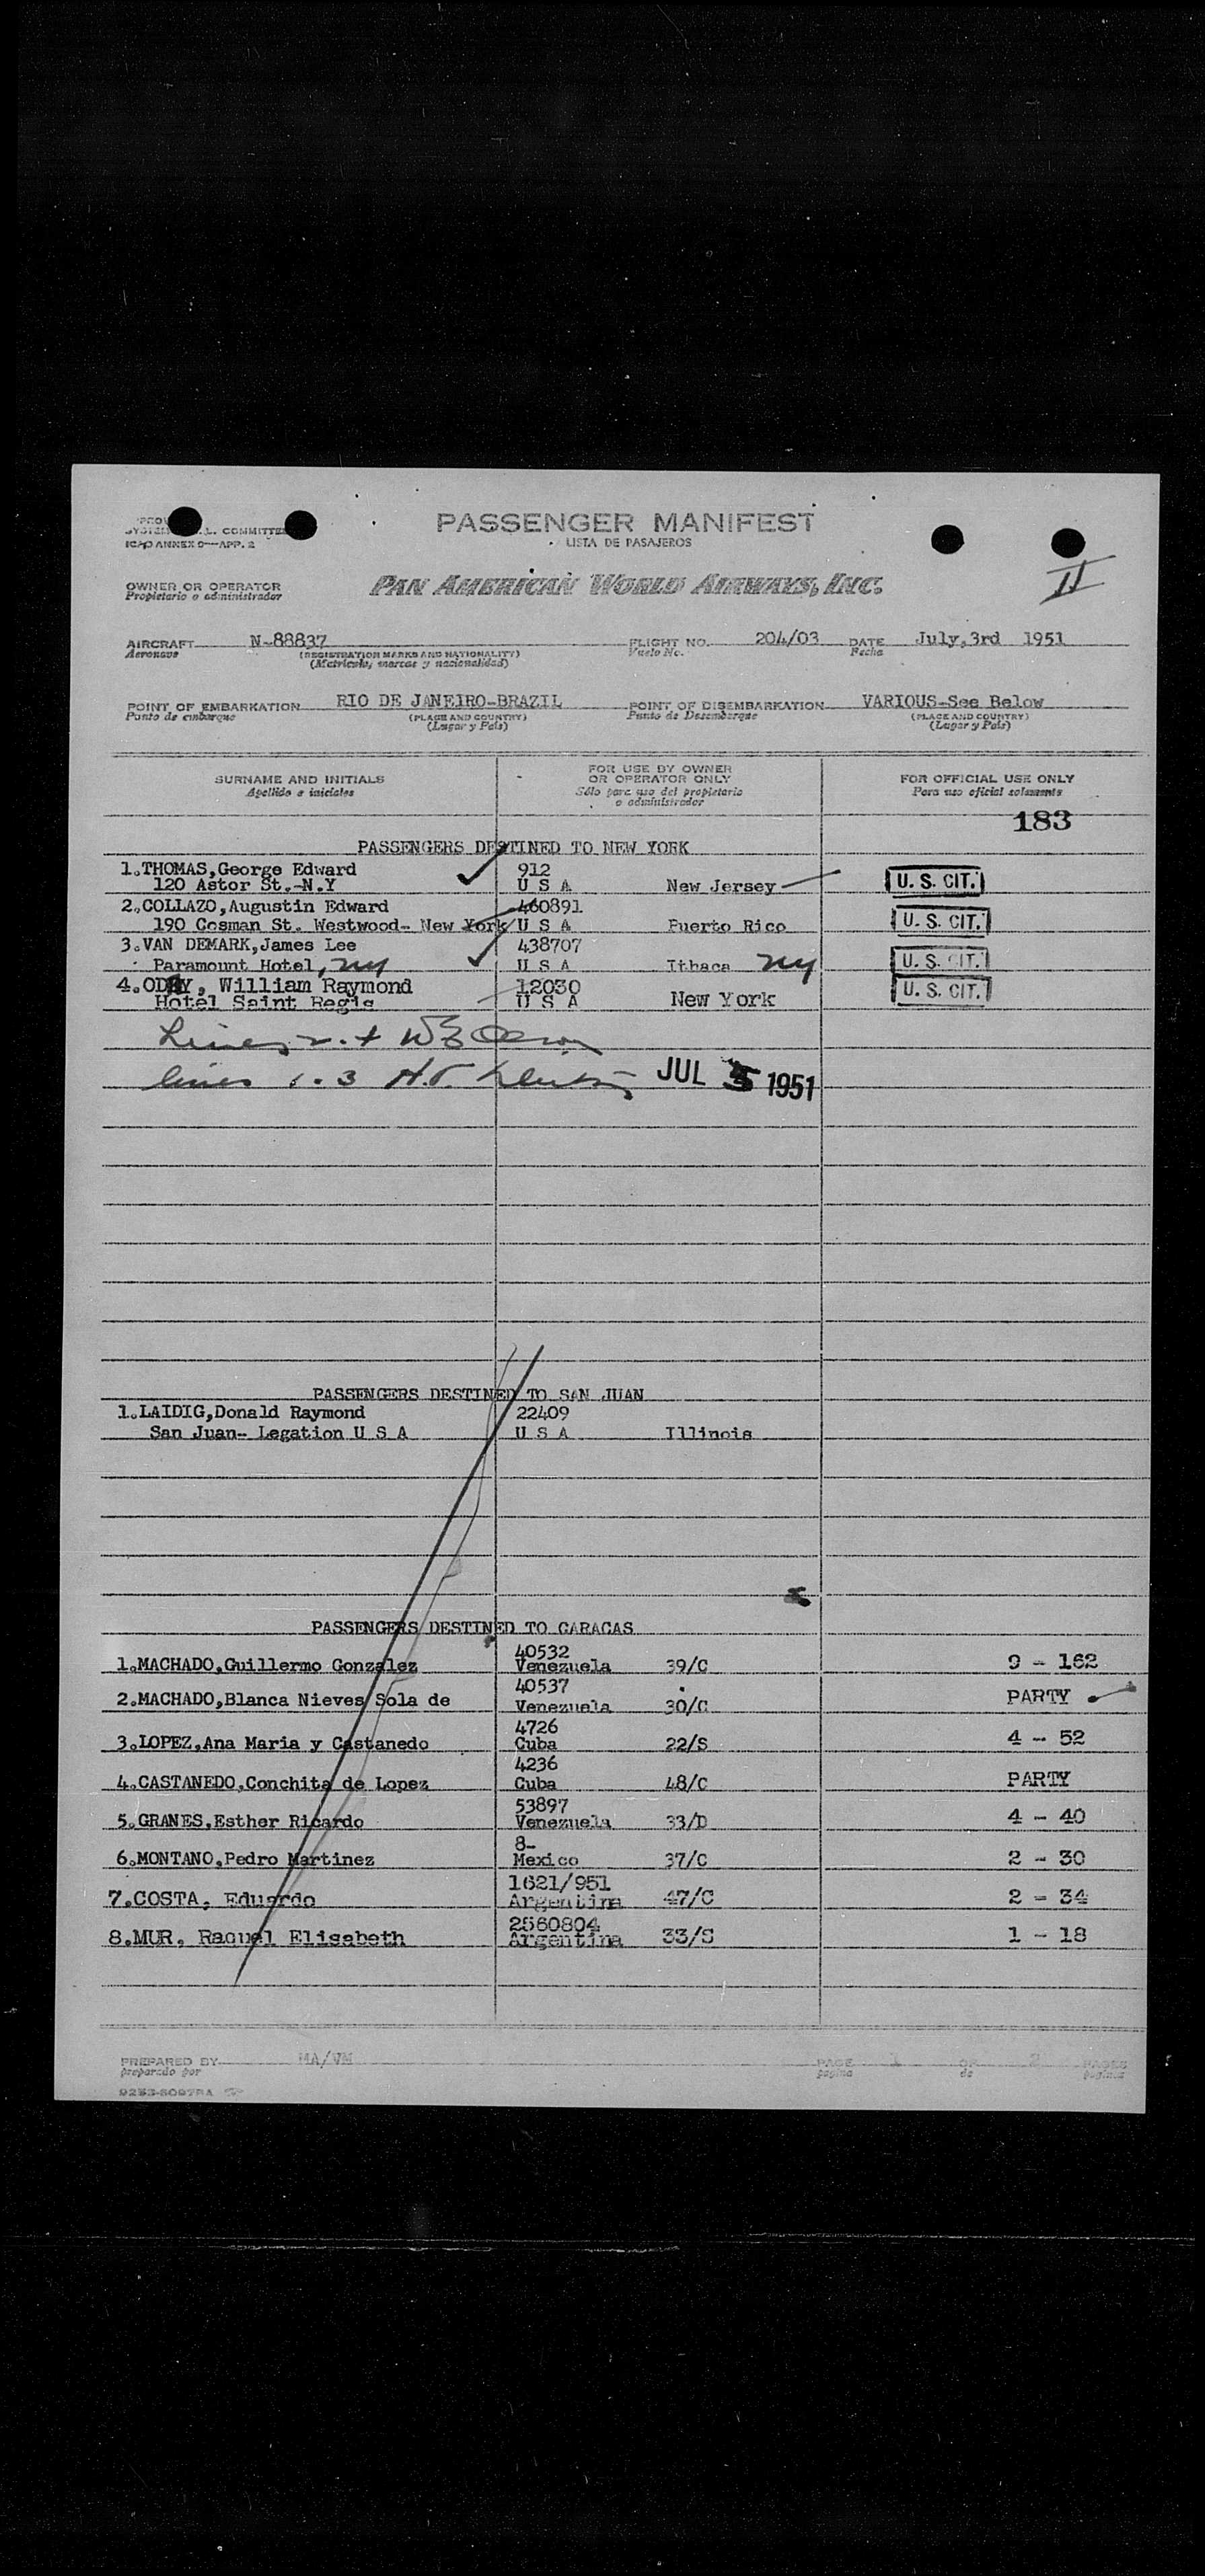 COMMITTEE
ICAO ANNEX 9—APP. 2
PASSENGER MANIFEST
LISTA DE PASAJEROS
II
OWNER OR OPERATOR
Propietario o administrador
PAN AMERICAN WORLD AIRWAYS, INC.
AIRCRAFT N-88837 FLIGHT NO. 204/03 DATE July,3rd 1951
Aeronave (REGISTRATION MARKS AND NATIONALITY) Vuelo No. Fecha
(Matrícula, marcas y nacionalidad)
POINT OF EMBARKATION RIO DE JANEIRO-BRAZIL POINT OF DISEMBARKATION VARIOUS-See Below
Punto de embarque (PLACE AND COUNTRY) Punto de Desembarque (PLACE AND COUNTRY)
(Lugar y País) (Lugar y País)
SURNAME AND INITIALS
Apellido e iniciales
FOR USE BY OWNER
OR OPERATOR ONLY
Sólo para uso del propietario
o administrador
FOR OFFICIAL USE ONLY
Para uso oficial solamente
183
PASSENGERS DESTINED TO NEW YORK
1.THOMAS,George Edward 912
120 Astor St.-N.Y U S A New Jersey U. S. CIT.
2.COLLAZO,Augustin Edward 460891
190 Cosman St. Westwood- New York U S A Puerto Rico U. S. CIT.
3.VAN DEMARK,James Lee 438707
Paramount Hotel, NY U S A Ithaca NY U. S. CIT.
4. William Raymond 12030
Hotel Saint Regis U S A New York U. S. CIT.
Lines
lines 1.3 JUL 5 1951
PASSENGERS DESTINED TO SAN JUAN
1.LAIDIG,Donald Raymond 22409
San Juan- Legation U S A U S A Illinois
PASSENGERS DESTINED TO CARACAS
40532
1.MACHADO,Guillermo Gonzalez Venezuela 39/C 9 - 162
40537
2.MACHADO,Blanca Nieves Sola de Venezuela 30/C PARTY
4726
3.LOPEZ,Ana Maria y Castanedo Cuba 22/S 4 - 52
4236
4.CASTANEDO,Conchita de Lopez Cuba 48/C PARTY
53897
5.GRANES,Esther Ricardo Venezuela 33/D 4 - 40
8-
6.MONTANO,Pedro Martinez Mexico 37/C 2 - 30
1621/951
7.COSTA, Eduardo Argentina 47/C 2 - 34
2560804
8.MUR, Raquel Elisabeth Argentina 33/S 1 - 18
PREPARED BY MA/VM PAGE 1 OF 2 PAGES
preparado por página de páginas